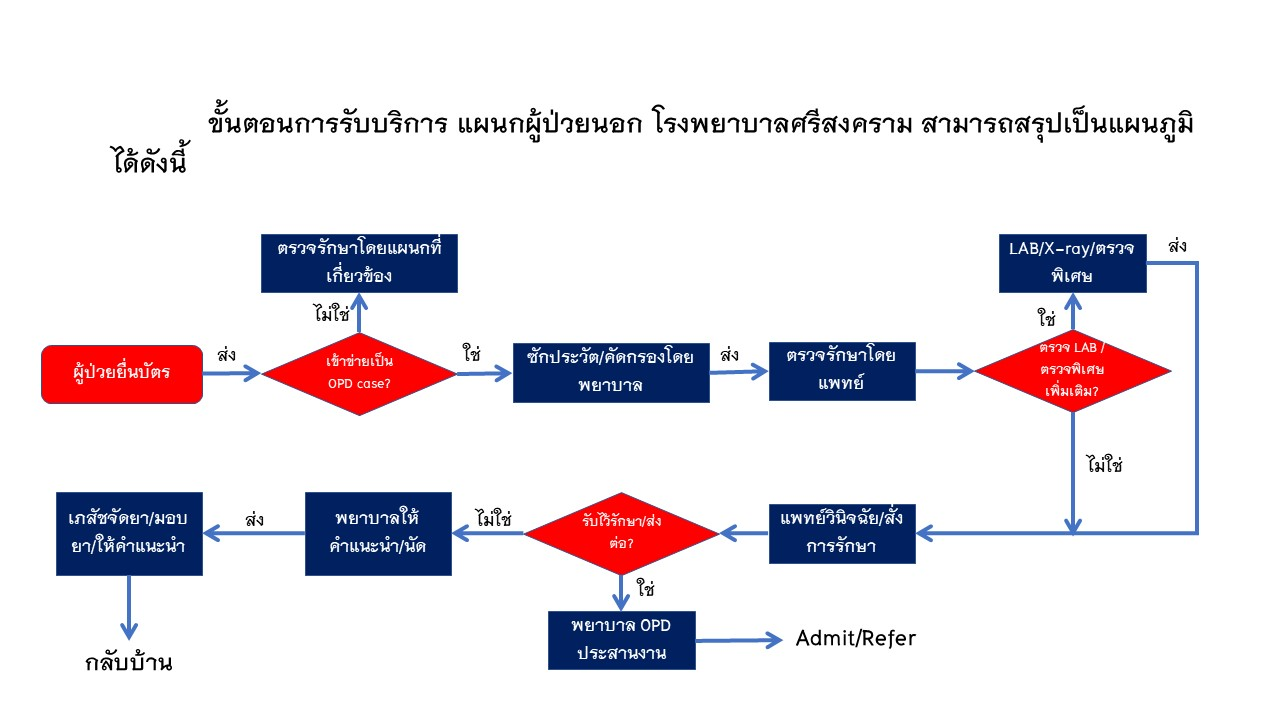 ขั้นตอนการรับบริการ แผนกผู้ป่วยนอก โรงพยาบาลศรีสงคราม สามารถสรุปเป็นแผนภูมิ
ได้ดังนี้
ตรวจรักษาโดยแผนกที่
เกี่ยวข้อง
LAB/X-ray/ตรวจ
พิเศษ
ส่ง
ไม่ใช่
ใช่
ผู้ป่วยยื่นบัตร
ส่ง
เข้าข่ายเป็น
OPD case?
ใช่
ซักประวัต/คัดกรองโดย
พยาบาล
ส่ง
ตรวจรักษาโดย
แพทย์
ตรวจ LAB /
ตรวจพิเศษ
เพิ่มเติม?
ไม่ใช่
เภสัชจัดยา/มอบ
ยา/ให้คำแนะนำ
ส่ง
พยาบาลให้
คำแนะนำ/นัด
ไม่ใช่
รับไว้รักษา/ส่ง
ต่อ?
แพทย์วินิจฉัย/สั่ง
การรักษา
ใช่
พยาบาล OPD
ประสานงาน
Admit/Refer
กลับบ้าน